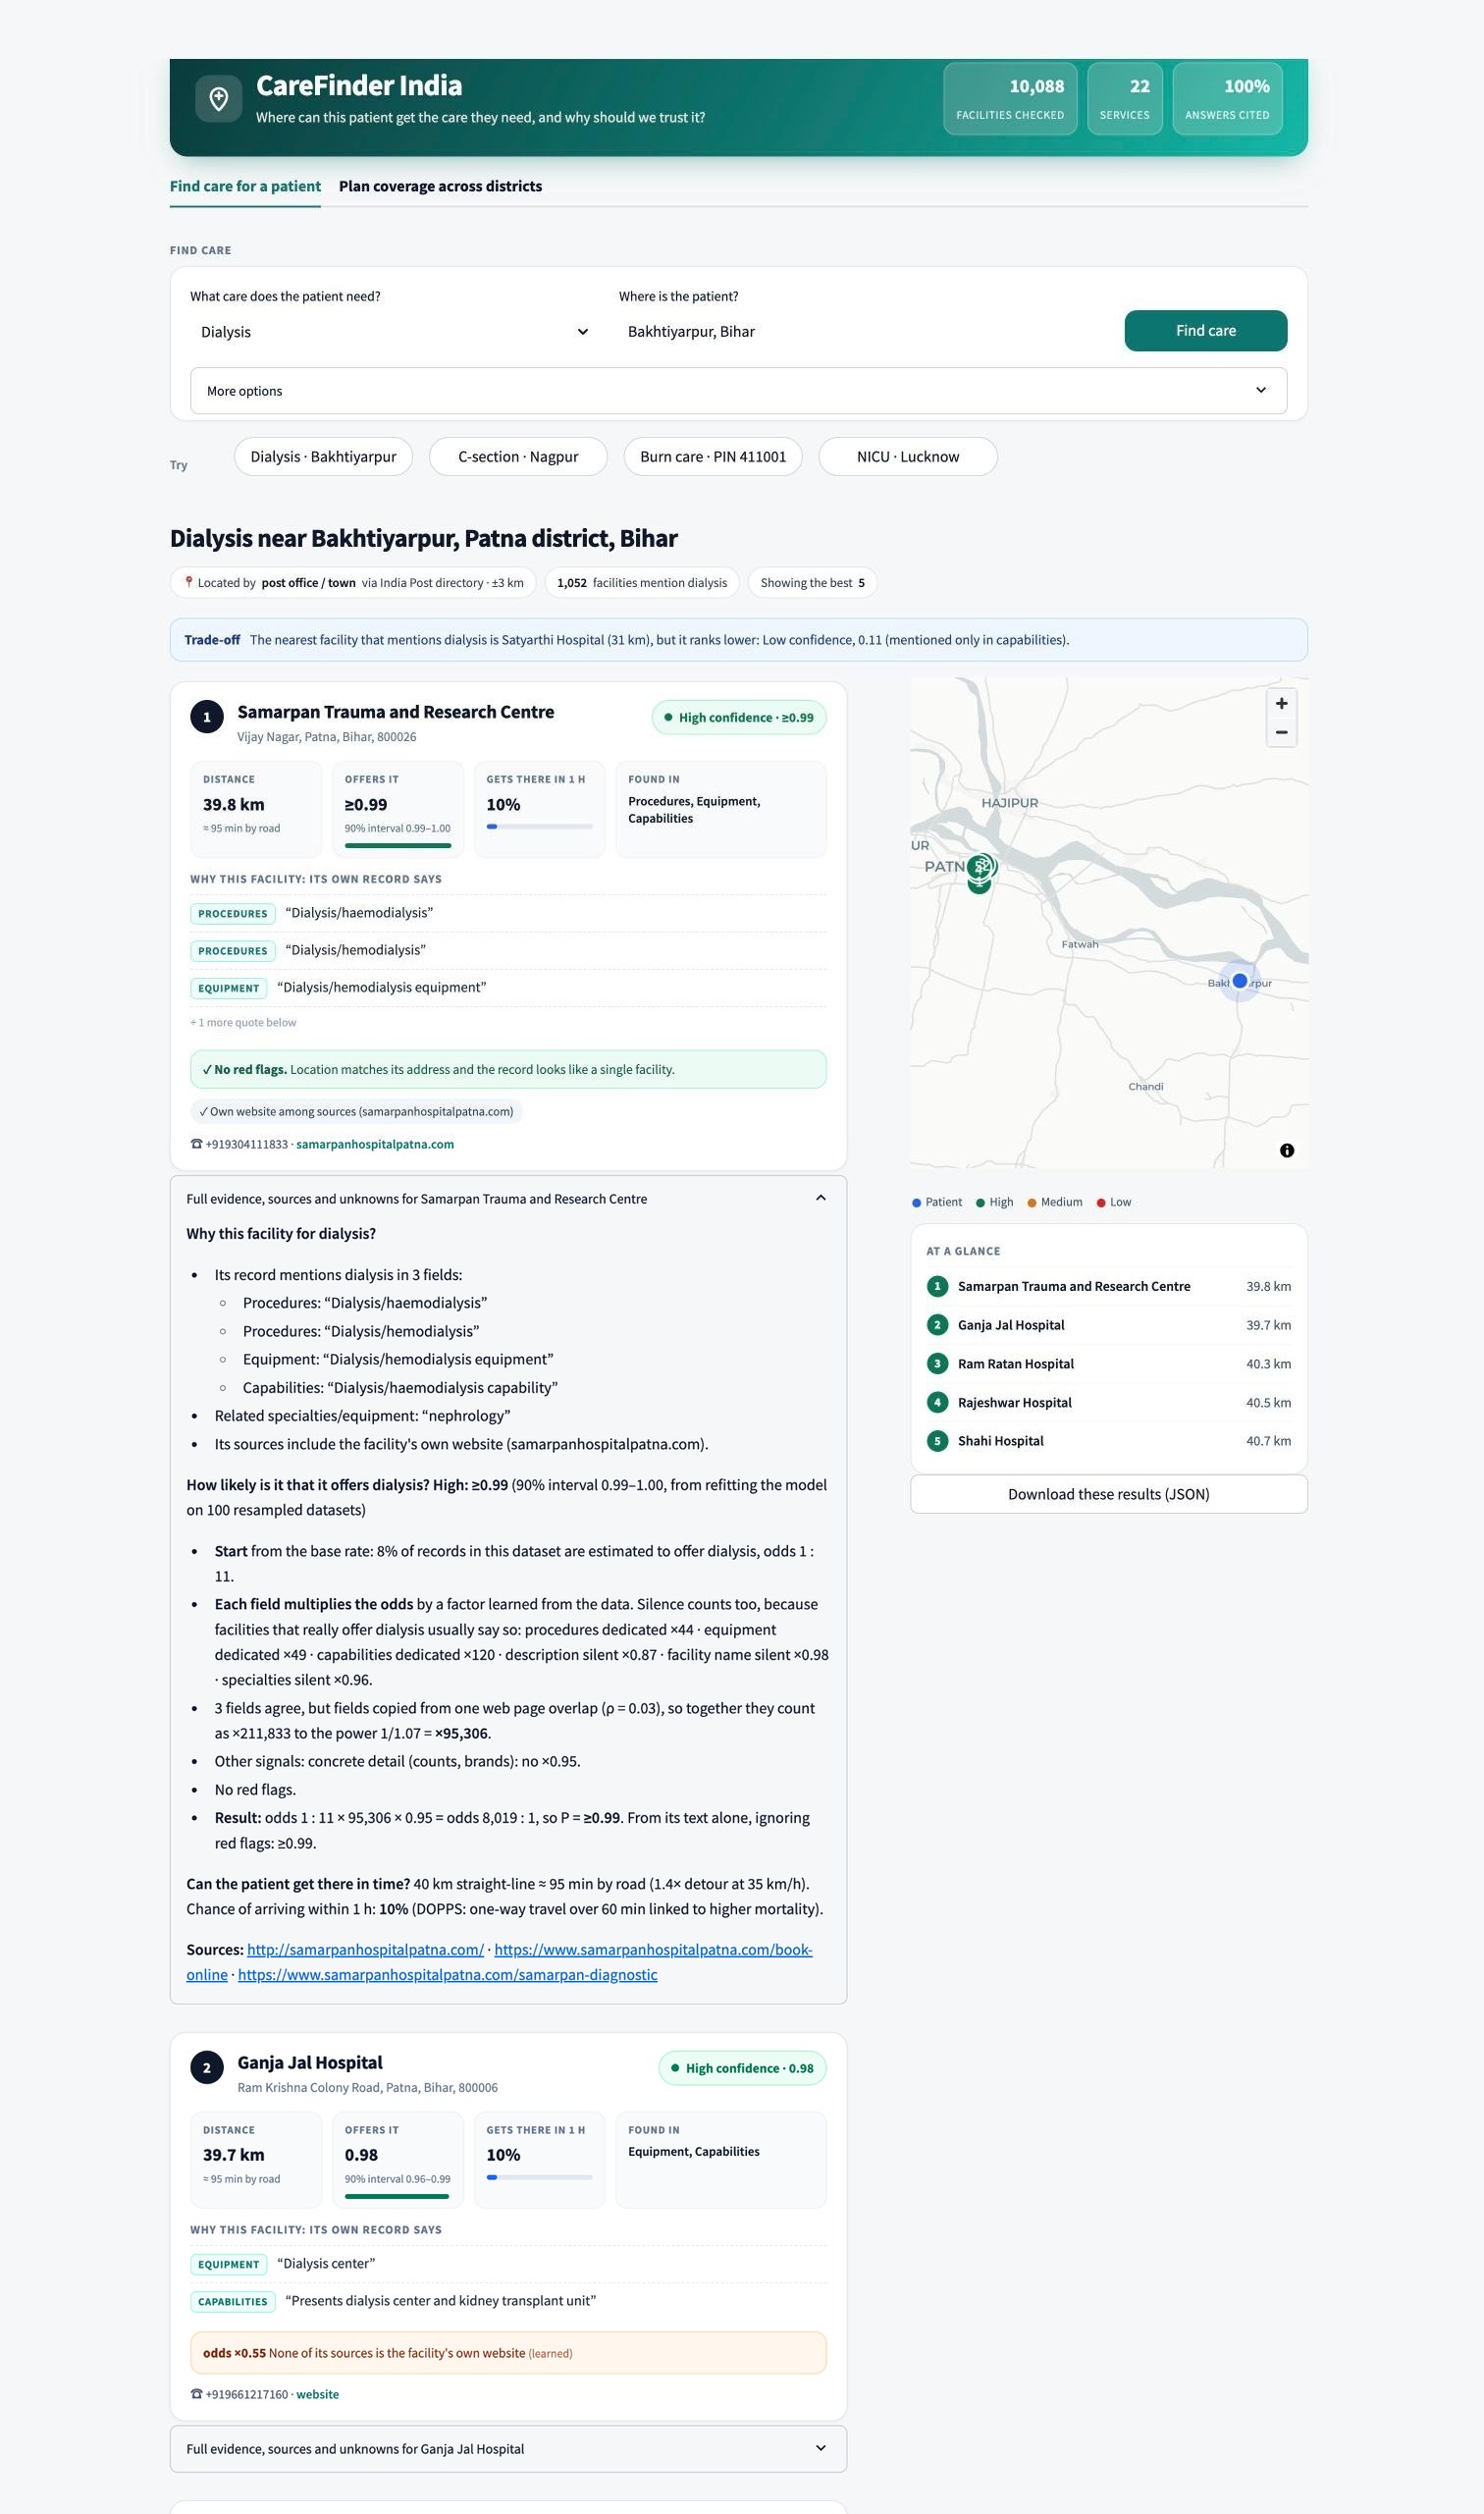 CareFinder India
Where can this patient get the care they need, and why should we trust it?
10,088
FACILITIES CHECKED
22
SERVICES
100%
ANSWERS CITED
Find care for a patient
Plan coverage across districts
FIND CARE
What care does the patient need?
Where is the patient?
Dialysis
Bakhtiyarpur, Bihar
Find care
More options
Try
Dialysis · Bakhtiyarpur
C-section · Nagpur
Burn care · PIN 411001
NICU · Lucknow
Dialysis near Bakhtiyarpur, Patna district, Bihar
Located by post office / town via India Post directory · ±3 km
1,052 facilities mention dialysis
Showing the best 5
Trade-off The nearest facility that mentions dialysis is Satyarthi Hospital (31 km), but it ranks lower: Low confidence, 0.11 (mentioned only in capabilities).
1
Samarpan Trauma and Research Centre
Vijay Nagar, Patna, Bihar, 800026
High confidence · ≥0.99
DISTANCE
39.8 km
≈ 95 min by road
OFFERS IT
≥0.99
90% interval 0.99–1.00
GETS THERE IN 1 H
10%
FOUND IN
Procedures, Equipment,
Capabilities
WHY THIS FACILITY: ITS OWN RECORD SAYS
PROCEDURES “Dialysis/haemodialysis”
PROCEDURES “Dialysis/hemodialysis”
EQUIPMENT “Dialysis/hemodialysis equipment”
+ 1 more quote below
✓ No red flags. Location matches its address and the record looks like a single facility.
✓ Own website among sources (samarpanhospitalpatna.com)
☎ +919304111833 · samarpanhospitalpatna.com
Full evidence, sources and unknowns for Samarpan Trauma and Research Centre
Why this facility for dialysis?
• Its record mentions dialysis in 3 fields:
○ Procedures: “Dialysis/haemodialysis”
○ Procedures: “Dialysis/hemodialysis”
○ Equipment: “Dialysis/hemodialysis equipment”
○ Capabilities: “Dialysis/haemodialysis capability”
• Related specialties/equipment: “nephrology”
• Its sources include the facility's own website (samarpanhospitalpatna.com).
How likely is it that it offers dialysis? High: ≥0.99 (90% interval 0.99–1.00, from refitting the model
on 100 resampled datasets)
• Start from the base rate: 8% of records in this dataset are estimated to offer dialysis, odds 1 :
11.
• Each field multiplies the odds by a factor learned from the data. Silence counts too, because
facilities that really offer dialysis usually say so: procedures dedicated ×44 · equipment
dedicated ×49 · capabilities dedicated ×120 · description silent ×0.87 · facility name silent ×0.98
· specialties silent ×0.96.
• 3 fields agree, but fields copied from one web page overlap (ρ = 0.03), so together they count
as ×211,833 to the power 1/1.07 = ×95,306.
• Other signals: concrete detail (counts, brands): no ×0.95.
• No red flags.
• Result: odds 1 : 11 × 95,306 × 0.95 = odds 8,019 : 1, so P = ≥0.99. From its text alone, ignoring
red flags: ≥0.99.
Can the patient get there in time? 40 km straight-line ≈ 95 min by road (1.4× detour at 35 km/h).
Chance of arriving within 1 h: 10% (DOPPS: one-way travel over 60 min linked to higher mortality).
Sources: http://samarpanhospitalpatna.com/ · https://www.samarpanhospitalpatna.com/book-
online · https://www.samarpanhospitalpatna.com/samarpan-diagnostic
2
Ganja Jal Hospital
Ram Krishna Colony Road, Patna, Bihar, 800006
High confidence · 0.98
DISTANCE
39.7 km
≈ 95 min by road
OFFERS IT
0.98
90% interval 0.96–0.99
GETS THERE IN 1 H
10%
FOUND IN
Equipment, Capabilities
WHY THIS FACILITY: ITS OWN RECORD SAYS
EQUIPMENT “Dialysis center”
CAPABILITIES “Presents dialysis center and kidney transplant unit”
odds ×0.55 None of its sources is the facility's own website (learned)
☎ +919661217160 · website
Full evidence, sources and unknowns for Ganja Jal Hospital
+
−
HAJIPUR
UR
PATN
Fatwah
Chandi
Patient
High
Medium
Low
AT A GLANCE
1 Samarpan Trauma and Research Centre 39.8 km
2 Ganja Jal Hospital 39.7 km
3 Ram Ratan Hospital 40.3 km
4 Rajeshwar Hospital 40.5 km
5 Shahi Hospital 40.7 km
Download these results (JSON)